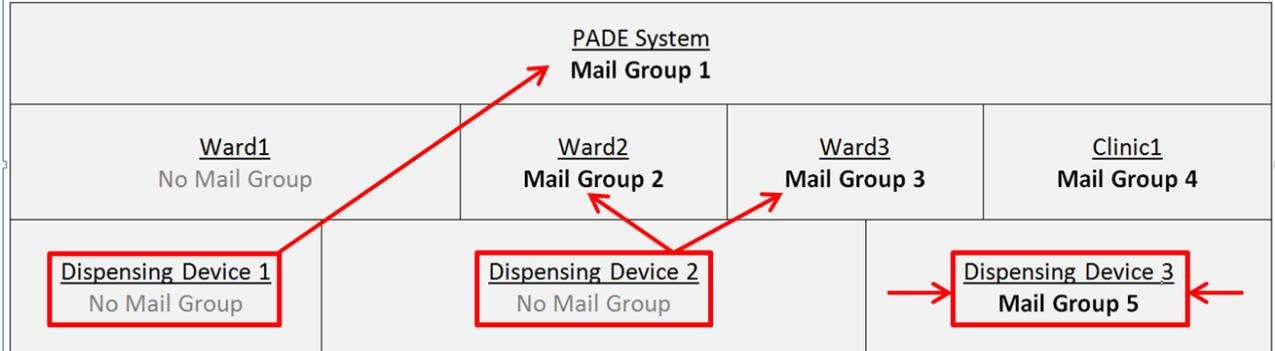 PADE System
Mail Group 1
Ward1
No Mail Group
Ward2
Mail Group 2
Ward3
Mail Group 3
Clinic1
Mail Group 4
Dispensing Device 1
No Mail Group
Dispensing Device 2
No Mail Group
Dispensing Device 3
Mail Group 5